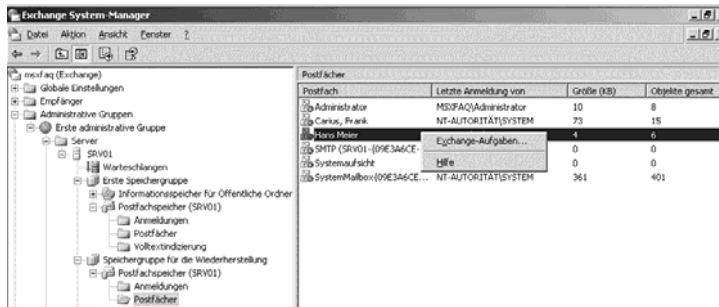 Exchange System-Manager
Datei Aktion Ansicht Fenster ?
msxfaq (Exchange)
Globale Einstellungen
Empfänger
Administrative Gruppen
Erste administrative Gruppe
Server
SRV01
Warteschlangen
Erste Speichergruppe
Informationsspeicher für Öffentliche Ordner
Postfachspeicher (SRV01)
Anmeldungen
Postfächer
Volltextindizierung
Speichergruppe für die Wiederherstellung
Postfachspeicher (SRV01)
Anmeldungen
Postfächer
Postfächer
Postfach Letzte Anmeldung von Größe (KB) Objekte gesamt
Administrator MSXFAQ\Administrator 10 8
Carius, Frank NT-AUTORITÄT\SYSTEM 73 15
Hans Meier 4 6
SMTP (SRV01-{09E3A6CE- 0 0
Systemaufsicht 0 0
SystemMailbox{09E3A6CE... NT-AUTORITÄT\SYSTEM 361 401
Exchange-Aufgaben...
Hilfe